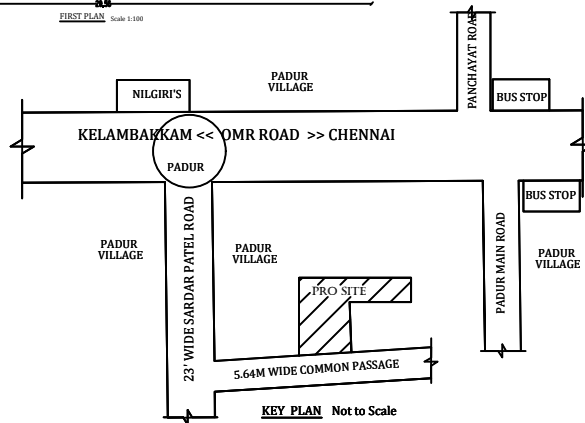 FIRST PLAN Scale 1:100
PANCHAYAT ROAD
PADUR
VILLAGE
NILGIRI'S
BUS STOP
KELAMBAKKAM << OMR ROAD >> CHENNAI
PADUR
BUS STOP
23' WIDE SARDAR PATEL ROAD
PADUR MAIN ROAD
PADUR
VILLAGE
PADUR
VILLAGE
PADUR
VILLAGE
PRO SITE
5.64M WIDE COMMON PASSAGE
KEY PLAN Not to Scale